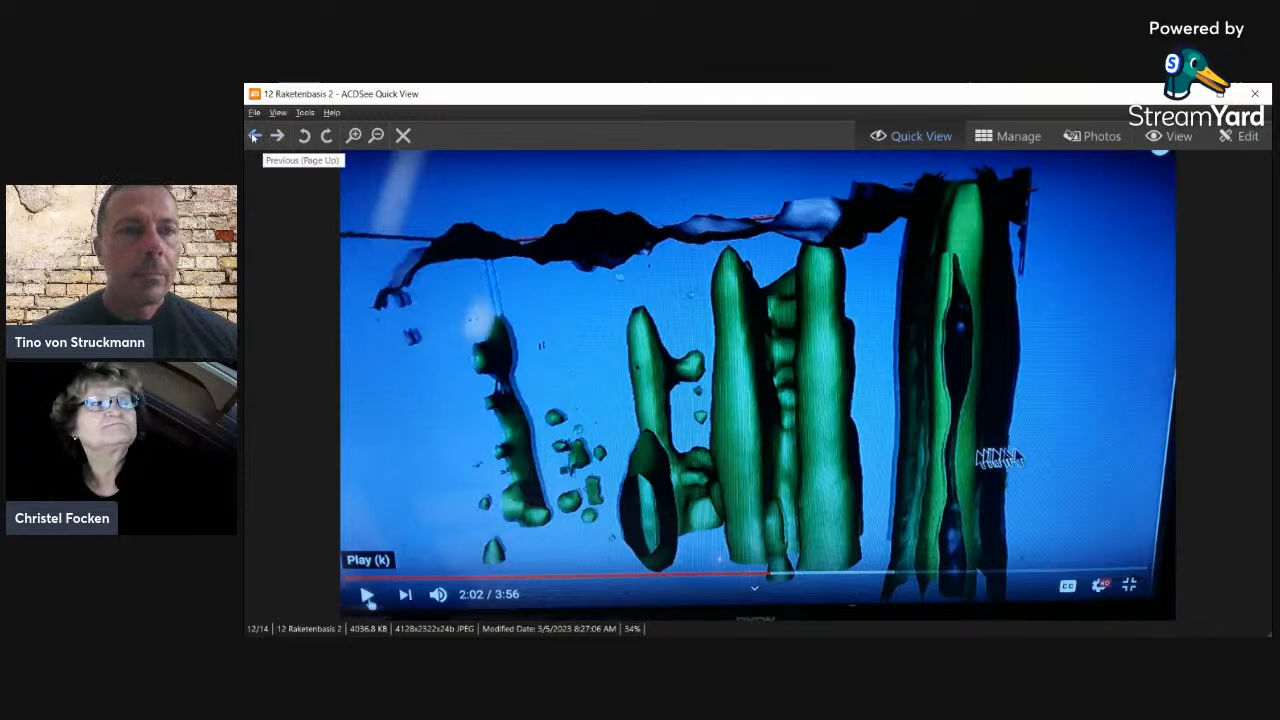 Powered by
StreamYard
12 Raketenbasis 2 - ACDSee Quick View
File View Tools Help
Quick View Manage Photos View Edit
Previous (Page Up)
Tino von Struckmann
Christel Focken
Play (k)
2:02 / 3:56
CC HD
12/14 12 Raketenbasis 2 4036.8 KB 4128x2322x24b JPEG Modified Date: 3/5/2023 8:27:06 AM 34%